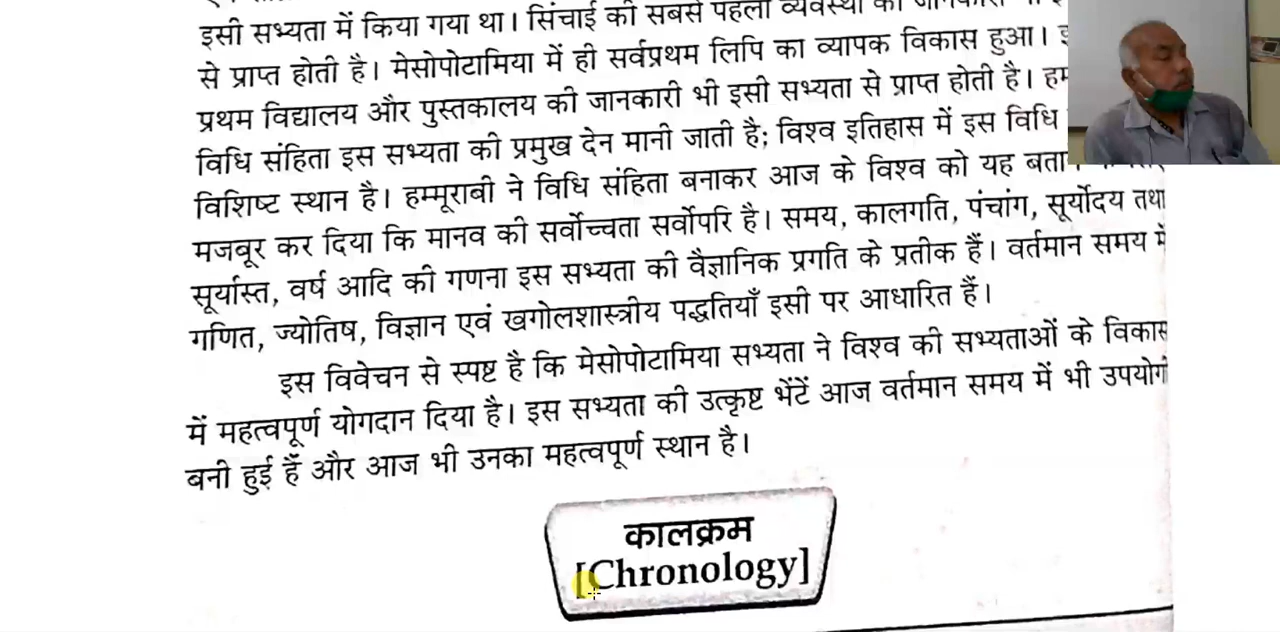 इसी सभ्यता में किया गया था। सिंचाई की सबसे पहली व्यवस्था की जानकारी भी
से प्राप्त होती है। मेसोपोटामिया में ही सर्वप्रथम लिपि का व्यापक विकास हुआ।
प्रथम विद्यालय और पुस्तकालय की जानकारी भी इसी सभ्यता से प्राप्त होती है।
विधि संहिता इस सभ्यता की प्रमुख देन मानी जाती है; विश्व इतिहास में इस विधि
विशिष्ट स्थान है। हम्मूराबी ने विधि संहिता बनाकर आज के विश्व को यह
मजबूर कर दिया कि मानव की सर्वोच्चता सर्वोपरि है। समय, कालगति, पंचांग, सूर्योदय तथा
सूर्यास्त, वर्ष आदि की गणना इस सभ्यता की वैज्ञानिक प्रगति के प्रतीक हैं। वर्तमान समय में
गणित, ज्योतिष, विज्ञान एवं खगोलशास्त्रीय पद्धतियाँ इसी पर आधारित हैं।
इस विवेचन से स्पष्ट है कि मेसोपोटामिया सभ्यता ने विश्व की सभ्यताओं के विकास
में महत्वपूर्ण योगदान दिया है। इस सभ्यता की उत्कृष्ट भेंटें आज वर्तमान समय में भी उपयोगी
बनी हुई हैं और आज भी उनका महत्वपूर्ण स्थान है।
कालक्रम
[Chronology]